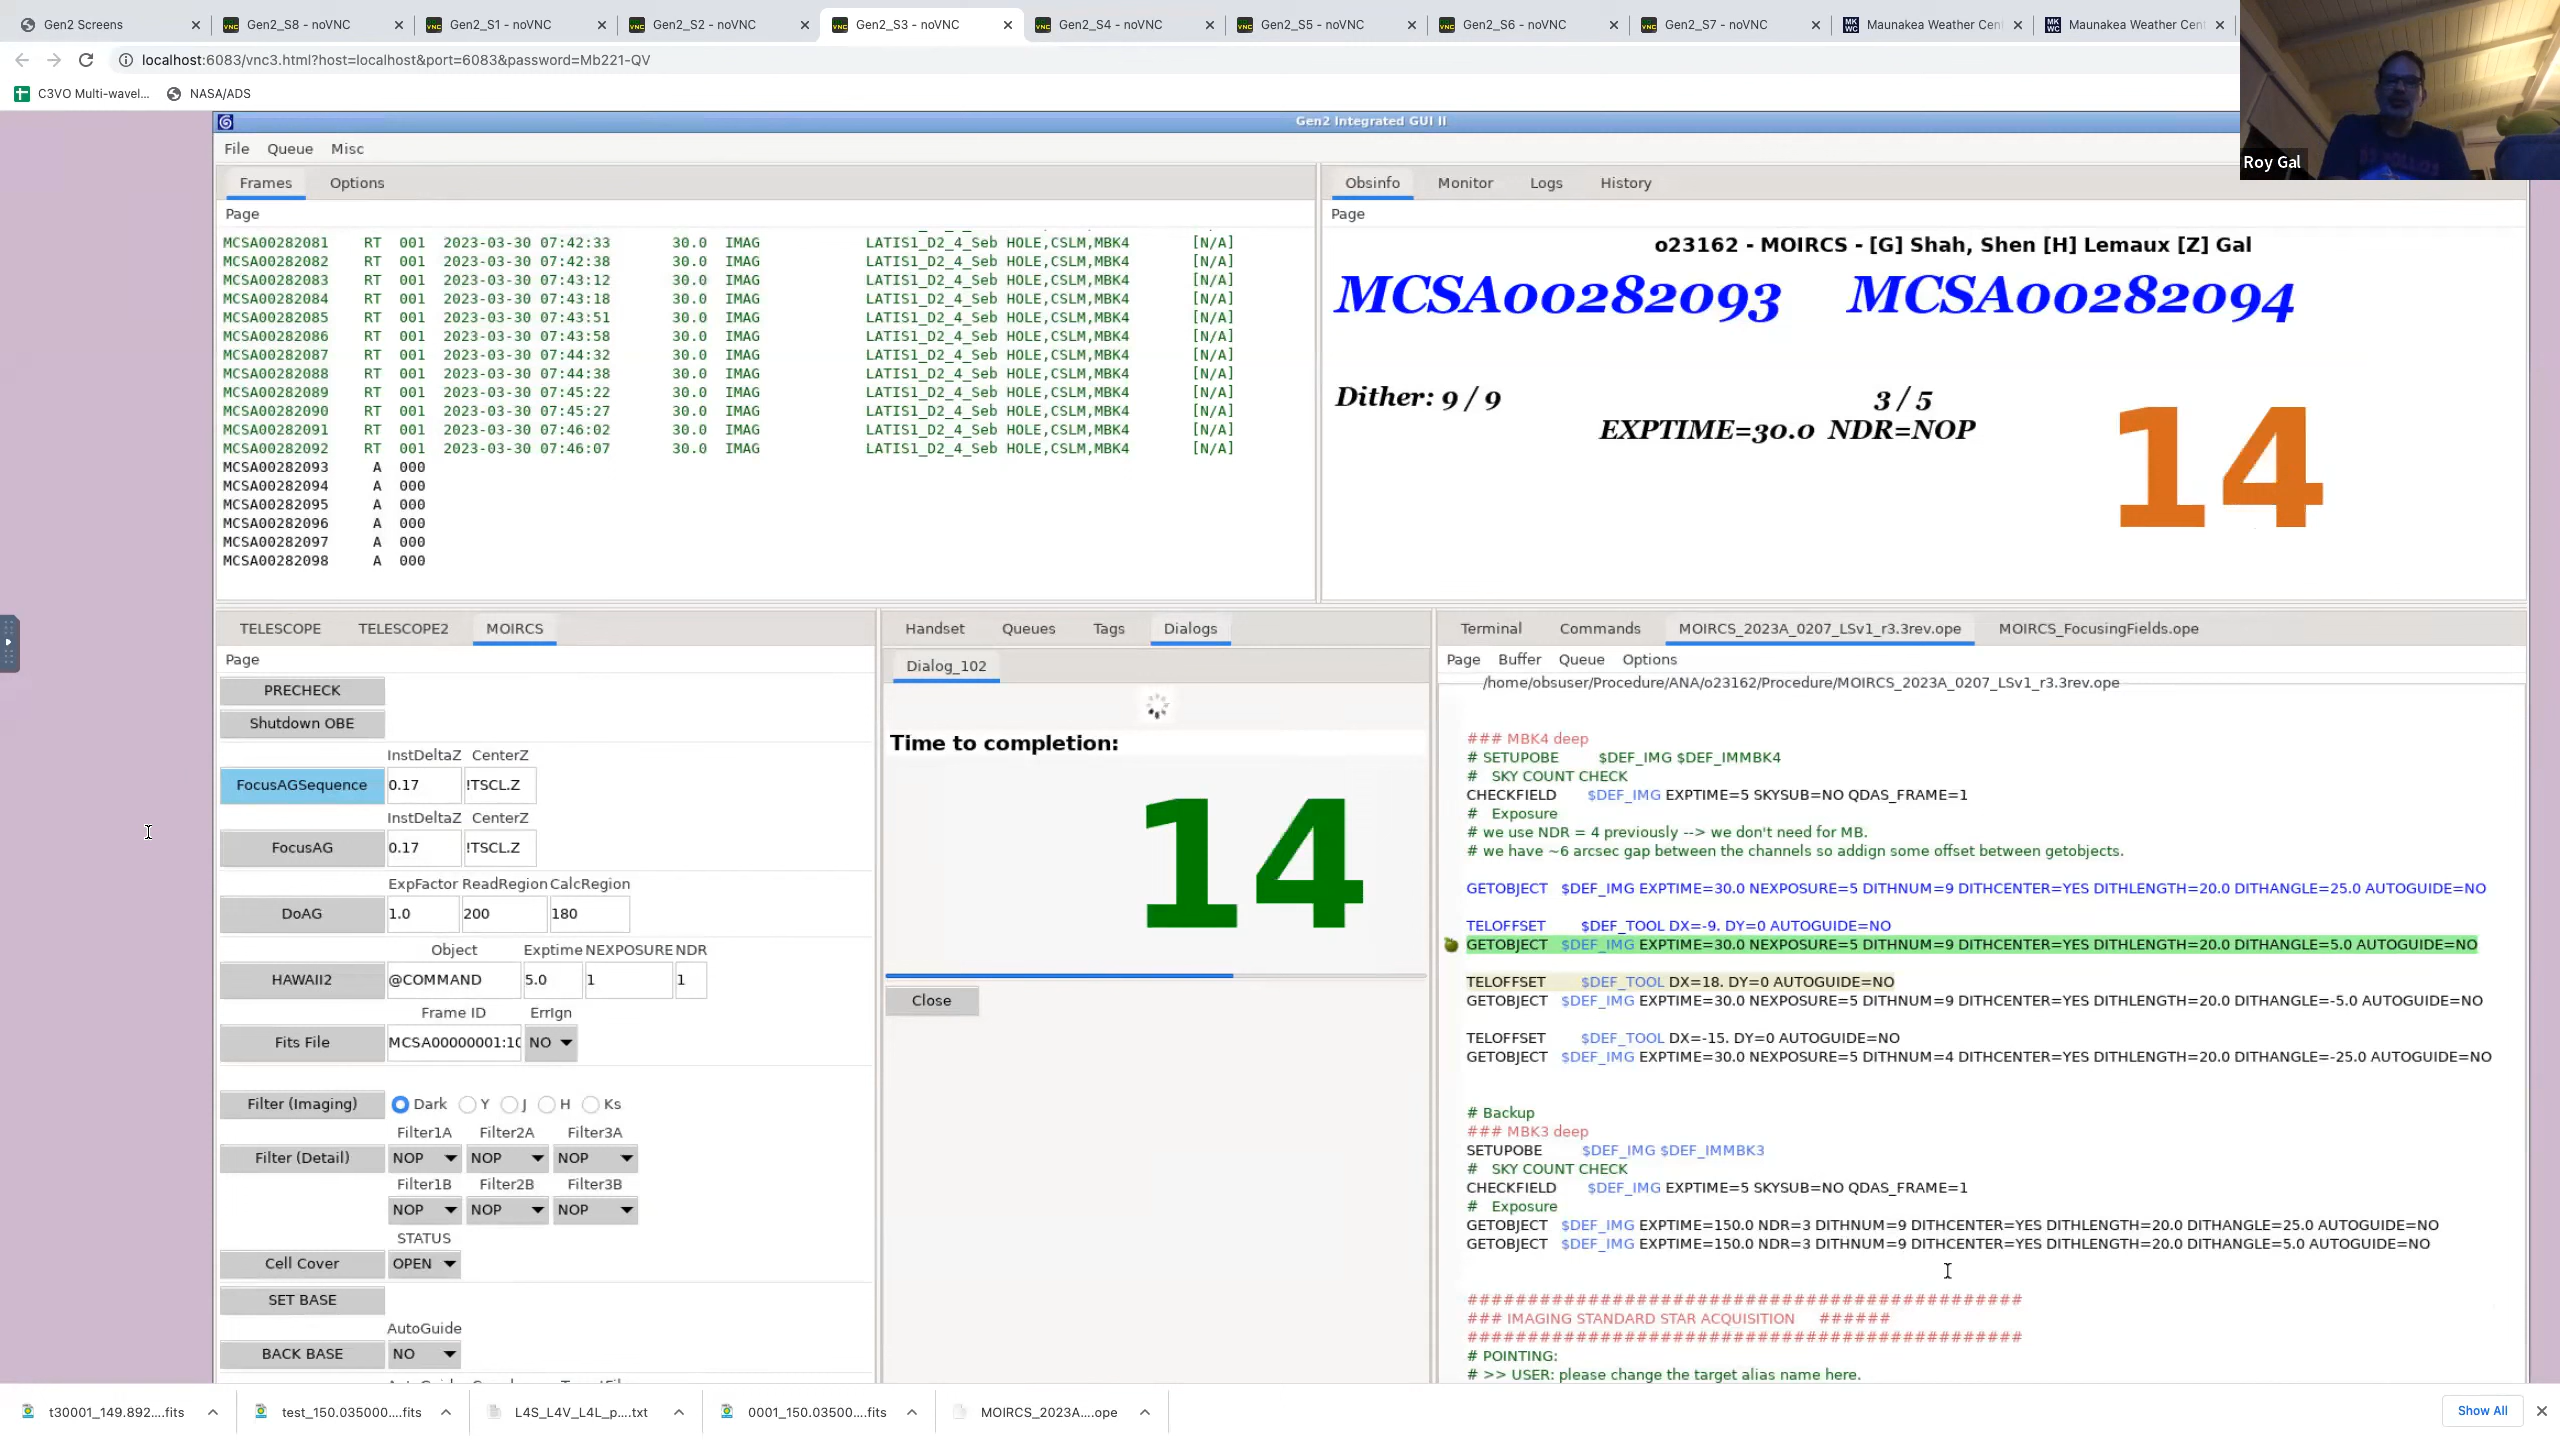 Gen2 Screens
Gen2_S8 - noVNC
Gen2_S1 - noVNC
Gen2_S2 - noVNC
Gen2_S3 - noVNC
Gen2_S4 - noVNC
Gen2_S5 - noVNC
Gen2_S6 - noVNC
Gen2_S7 - noVNC
Maunakea Weather Cen
Maunakea Weather Cent
localhost:6083/vnc3.html?host=localhost&port=6083&password=Mb221-QV
C3VO Multi-wavel...
NASA/ADS
Roy Gal
Gen2 Integrated GUI II
File Queue Misc
Frames Options
Page
MCSA00282081 RT 001 2023-03-30 07:42:33 30.0 IMAG LATIS1_D2_4_Seb HOLE,CSLM,MBK4 [N/A]
MCSA00282082 RT 001 2023-03-30 07:42:38 30.0 IMAG LATIS1_D2_4_Seb HOLE,CSLM,MBK4 [N/A]
MCSA00282083 RT 001 2023-03-30 07:43:12 30.0 IMAG LATIS1_D2_4_Seb HOLE,CSLM,MBK4 [N/A]
MCSA00282084 RT 001 2023-03-30 07:43:18 30.0 IMAG LATIS1_D2_4_Seb HOLE,CSLM,MBK4 [N/A]
MCSA00282085 RT 001 2023-03-30 07:43:51 30.0 IMAG LATIS1_D2_4_Seb HOLE,CSLM,MBK4 [N/A]
MCSA00282086 RT 001 2023-03-30 07:43:58 30.0 IMAG LATIS1_D2_4_Seb HOLE,CSLM,MBK4 [N/A]
MCSA00282087 RT 001 2023-03-30 07:44:32 30.0 IMAG LATIS1_D2_4_Seb HOLE,CSLM,MBK4 [N/A]
MCSA00282088 RT 001 2023-03-30 07:44:38 30.0 IMAG LATIS1_D2_4_Seb HOLE,CSLM,MBK4 [N/A]
MCSA00282089 RT 001 2023-03-30 07:45:22 30.0 IMAG LATIS1_D2_4_Seb HOLE,CSLM,MBK4 [N/A]
MCSA00282090 RT 001 2023-03-30 07:45:27 30.0 IMAG LATIS1_D2_4_Seb HOLE,CSLM,MBK4 [N/A]
MCSA00282091 RT 001 2023-03-30 07:46:02 30.0 IMAG LATIS1_D2_4_Seb HOLE,CSLM,MBK4 [N/A]
MCSA00282092 RT 001 2023-03-30 07:46:07 30.0 IMAG LATIS1_D2_4_Seb HOLE,CSLM,MBK4 [N/A]
MCSA00282093 A 000
MCSA00282094 A 000
MCSA00282095 A 000
MCSA00282096 A 000
MCSA00282097 A 000
MCSA00282098 A 000
Obsinfo Monitor Logs History
Page
o23162 - MOIRCS - [G] Shah, Shen [H] Lemaux [Z] Gal
MCSA00282093 MCSA00282094
Dither: 9 / 9
3 / 5
EXPTIME=30.0 NDR=NOP
14
TELESCOPE TELESCOPE2 MOIRCS
Page
PRECHECK
Shutdown OBE
InstDeltaZ CenterZ
FocusAGSequence 0.17 !TSCL.Z
InstDeltaZ CenterZ
FocusAG 0.17 !TSCL.Z
ExpFactor ReadRegion CalcRegion
DoAG 1.0 200 180
Object Exptime NEXPOSURE NDR
HAWAII2 @COMMAND 5.0 1 1
Frame ID ErrIgn
Fits File MCSA00000001:10 NO
Filter (Imaging) Dark Y J H Ks
Filter1A Filter2A Filter3A
Filter (Detail) NOP NOP NOP
Filter1B Filter2B Filter3B
NOP NOP NOP
STATUS
Cell Cover OPEN
SET BASE
AutoGuide
BACK BASE NO
Handset Queues Tags Dialogs
Dialog_102
Time to completion:
14
Close
Terminal Commands MOIRCS_2023A_0207_LSv1_r3.3rev.ope MOIRCS_FocusingFields.ope
Page Buffer Queue Options
/home/obsuser/Procedure/ANA/o23162/Procedure/MOIRCS_2023A_0207_LSv1_r3.3rev.ope
### MBK4 deep
# SETUPOBE $DEF_IMG $DEF_IMMBK4
# SKY COUNT CHECK
CHECKFIELD $DEF_IMG EXPTIME=5 SKYSUB=NO QDAS_FRAME=1
# Exposure
# we use NDR = 4 previously --> we don't need for MB.
# we have ~6 arcsec gap between the channels so addign some offset between getobjects.
GETOBJECT $DEF_IMG EXPTIME=30.0 NEXPOSURE=5 DITHNUM=9 DITHCENTER=YES DITHLENGTH=20.0 DITHANGLE=25.0 AUTOGUIDE=NO
TELOFFSET $DEF_TOOL DX=-9. DY=0 AUTOGUIDE=NO
GETOBJECT $DEF_IMG EXPTIME=30.0 NEXPOSURE=5 DITHNUM=9 DITHCENTER=YES DITHLENGTH=20.0 DITHANGLE=5.0 AUTOGUIDE=NO
TELOFFSET $DEF_TOOL DX=18. DY=0 AUTOGUIDE=NO
GETOBJECT $DEF_IMG EXPTIME=30.0 NEXPOSURE=5 DITHNUM=9 DITHCENTER=YES DITHLENGTH=20.0 DITHANGLE=-5.0 AUTOGUIDE=NO
TELOFFSET $DEF_TOOL DX=-15. DY=0 AUTOGUIDE=NO
GETOBJECT $DEF_IMG EXPTIME=30.0 NEXPOSURE=5 DITHNUM=4 DITHCENTER=YES DITHLENGTH=20.0 DITHANGLE=-25.0 AUTOGUIDE=NO
# Backup
### MBK3 deep
SETUPOBE $DEF_IMG $DEF_IMMBK3
# SKY COUNT CHECK
CHECKFIELD $DEF_IMG EXPTIME=5 SKYSUB=NO QDAS_FRAME=1
# Exposure
GETOBJECT $DEF_IMG EXPTIME=150.0 NDR=3 DITHNUM=9 DITHCENTER=YES DITHLENGTH=20.0 DITHANGLE=25.0 AUTOGUIDE=NO
GETOBJECT $DEF_IMG EXPTIME=150.0 NDR=3 DITHNUM=9 DITHCENTER=YES DITHLENGTH=20.0 DITHANGLE=5.0 AUTOGUIDE=NO
##############################################
### IMAGING STANDARD STAR ACQUISITION ######
##############################################
# POINTING:
# >> USER: please change the target alias name here.
t30001_149.892....fits
test_150.035000....fits
L4S_L4V_L4L_p....txt
0001_150.03500....fits
MOIRCS_2023A....ope
Show All